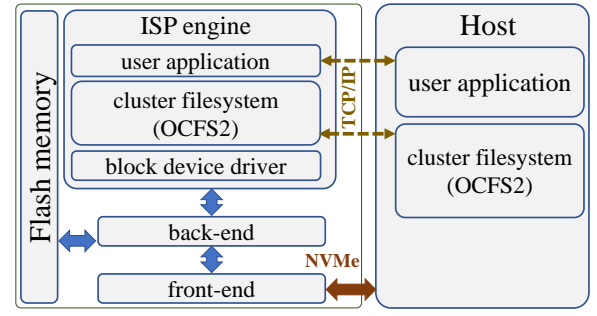 Flash memory
ISP engine
user application
cluster filesystem
(OCFS2)
block device driver
back-end
front-end
TCP/IP
NVMe
Host
user application
cluster filesystem
(OCFS2)